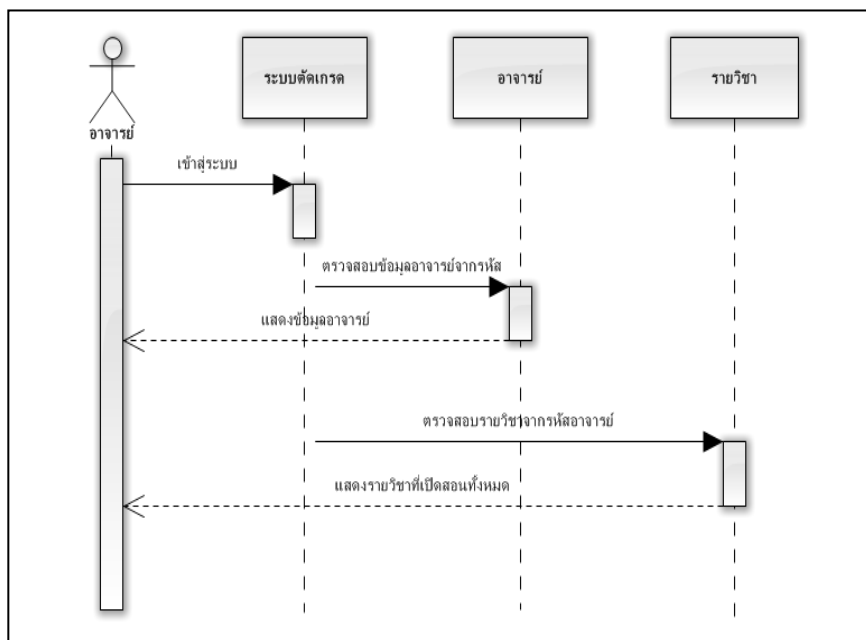 ระบบตัดเกรด
อาจารย์
รายวิชา
อาจารย์
เข้าสู่ระบบ
ตรวจสอบข้อมูลอาจารย์จากรหัส
แสดงข้อมูลอาจารย์
ตรวจสอบรายวิชาจากรหัสอาจารย์
แสดงรายวิชาที่เปิดสอนทั้งหมด